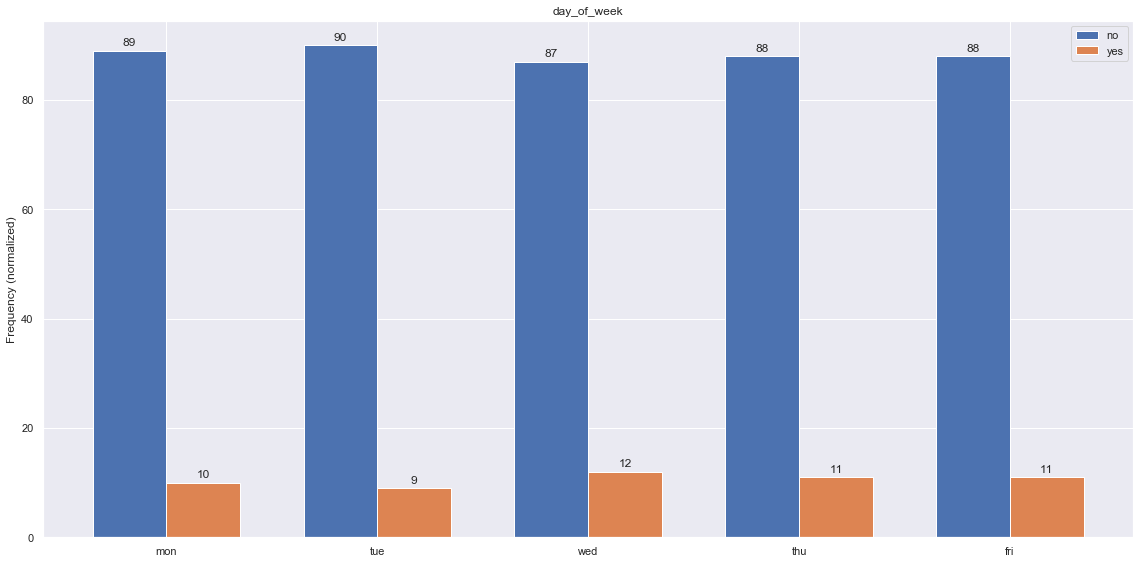 day_of_week
no
yes
Frequency (normalized)
80
60
40
20
0
89
10
90
9
87
12
88
11
88
11
mon
tue
wed
thu
fri